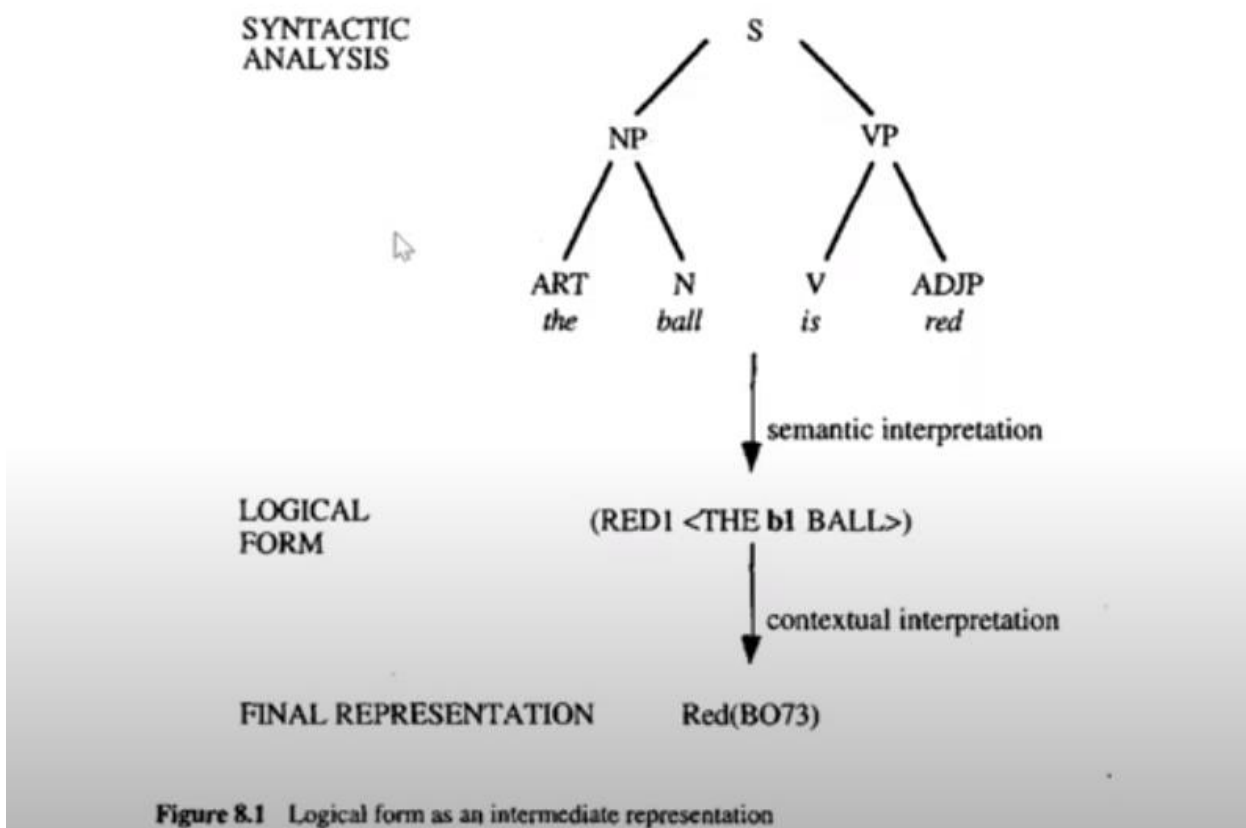 SYNTACTIC
ANALYSIS
S
NP VP
ART N V ADJP
the ball is red
semantic interpretation
LOGICAL
FORM
(RED1 <THE b1 BALL>)
contextual interpretation
FINAL REPRESENTATION Red(BO73)
Figure 8.1 Logical form as an intermediate representation